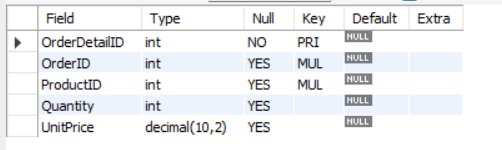 Field Type Null Key Default Extra
OrderDetailID int NO PRI NULL
OrderID int YES MUL NULL
ProductID int YES MUL NULL
Quantity int YES NULL
UnitPrice decimal(10,2) YES NULL